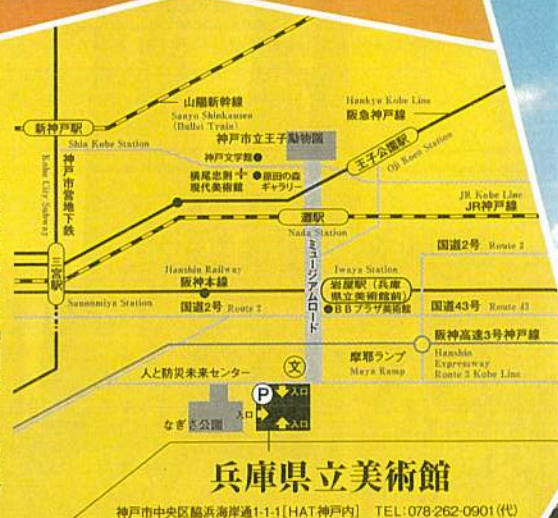 山陽新幹線
Sanyo Shinkansen
(Bullet Train)
Hankyu Kobe Line
阪急神戸線
新神戸駅
Shin Kobe Station
神戸市立王子動物園
神戸文学館
王子公園駅
Oji Koen Station
横尾忠則
現代美術館
原田の森
ギャラリー
神戸市営地下鉄
Kobe City Subway
JR Kobe Line
JR神戸線
灘駅
Nada Station
ミュージアムロード
国道2号 Route 2
三宮駅
Sannomiya Station
Hanshin Railway
阪神本線
Iwaya Station
岩屋駅(兵庫
県立美術館前)
BBプラザ美術館
国道2号 Route 2
国道43号 Route 43
阪神高速3号神戸線
Hanshin
Expressway
Route 3 Kobe Line
摩耶ランプ
Maya Ramp
人と防災未来センター
文
P
入口
入口
入口
なぎさ公園
兵庫県立美術館
神戸市中央区脇浜海岸通1-1-1[HAT神戸内] TEL:078-262-0901(代)